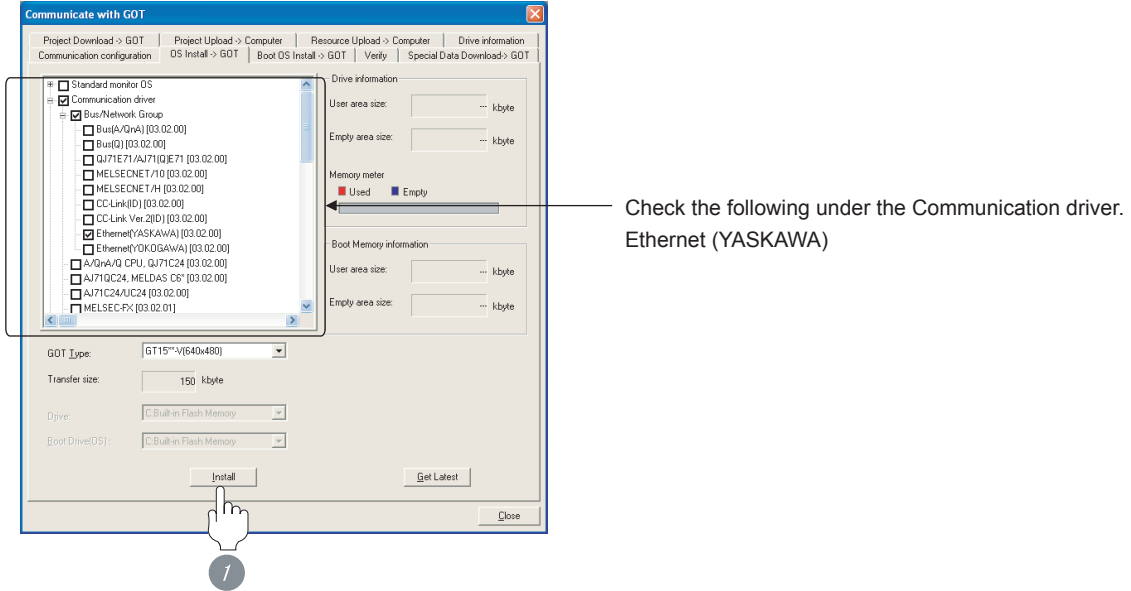 Communicate with GOT
Project Download -> GOT
Project Upload -> Computer
Resource Upload -> Computer
Drive information
Communication configuration
OS Install -> GOT
Boot OS Install -> GOT
Verify
Special Data Download-> GOT
Standard monitor OS
Communication driver
Bus/Network Group
Bus(A/QnA) [03.02.00]
Bus(Q) [03.02.00]
QJ71E71/AJ71(Q)E71 [03.02.00]
MELSECNET/10 [03.02.00]
MELSECNET/H [03.02.00]
CC-Link(ID) [03.02.00]
CC-Link Ver.2(ID) [03.02.00]
Ethernet(YASKAWA) [03.02.00]
Ethernet(YOKOGAWA) [03.02.00]
A/QnA/Q CPU, QJ71C24 [03.02.00]
AJ71QC24, MELDAS C6* [03.02.00]
AJ71C24/UC24 [03.02.00]
MELSEC-FX [03.02.01]
Drive information
User area size: --- kbyte
Empty area size: --- kbyte
Memory meter
Used Empty
Boot Memory information
User area size: --- kbyte
Empty area size: --- kbyte
Check the following under the Communication driver.
Ethernet (YASKAWA)
GOT Type: GT15**-V(640x480)
Transfer size: 150 kbyte
Drive: C:Built-in Flash Memory
Boot Drive(OS) : C:Built-in Flash Memory
Install
Get Latest
Close
1